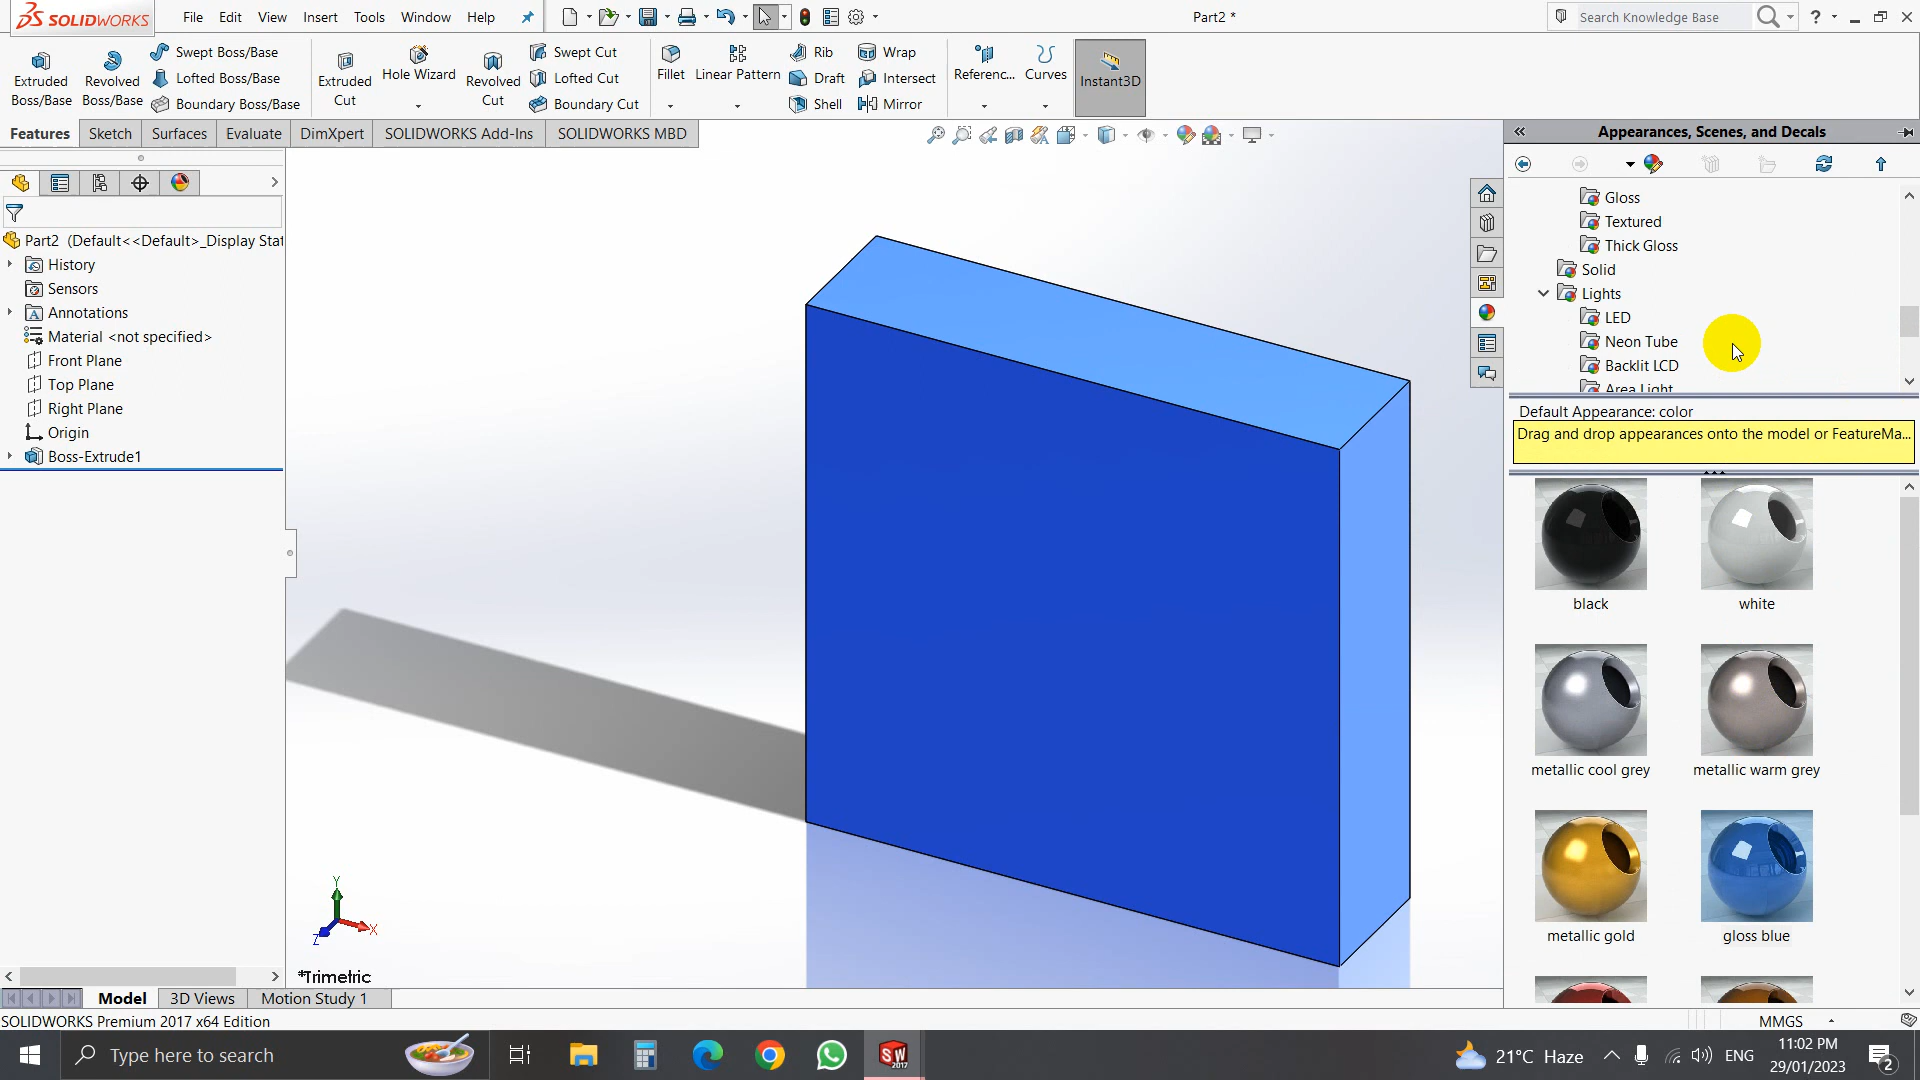 SOLIDWORKS
File Edit View Insert Tools Window Help
Part2 *
Search Knowledge Base
Extruded Boss/Base
Revolved Boss/Base
Swept Boss/Base
Lofted Boss/Base
Boundary Boss/Base
Extruded Cut
Hole Wizard
Revolved Cut
Swept Cut
Lofted Cut
Boundary Cut
Fillet
Linear Pattern
Rib
Draft
Shell
Wrap
Intersect
Mirror
Referenc...
Curves
Instant3D
Features Sketch Surfaces Evaluate DimXpert SOLIDWORKS Add-Ins SOLIDWORKS MBD
Part2 (Default<<Default>_Display Stat
History
Sensors
Annotations
Material <not specified>
Front Plane
Top Plane
Right Plane
Origin
Boss-Extrude1
Y
X
Z
*Trimetric
Appearances, Scenes, and Decals
Gloss
Textured
Thick Gloss
Solid
Lights
LED
Neon Tube
Backlit LCD
Area Light
Default Appearance: color
Drag and drop appearances onto the model or FeatureMa...
black
white
metallic cool grey
metallic warm grey
metallic gold
gloss blue
Model 3D Views Motion Study 1
SOLIDWORKS Premium 2017 x64 Edition
MMGS
Type here to search
SW
2017
21°C Haze
ENG
11:02 PM
29/01/2023
2